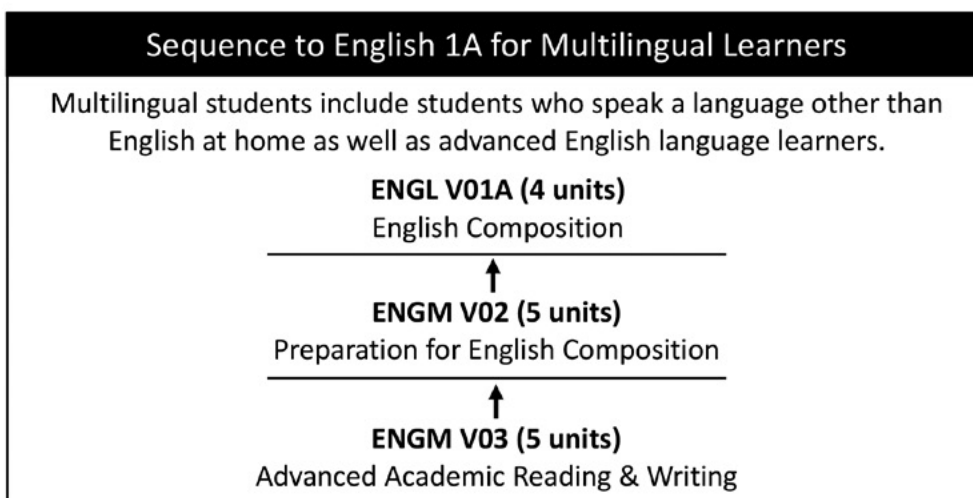 Sequence to English 1A for Multilingual Learners
Multilingual students include students who speak a language other than
English at home as well as advanced English language learners.
ENGL V01A (4 units)
English Composition
ENGM V02 (5 units)
Preparation for English Composition
ENGM V03 (5 units)
Advanced Academic Reading & Writing